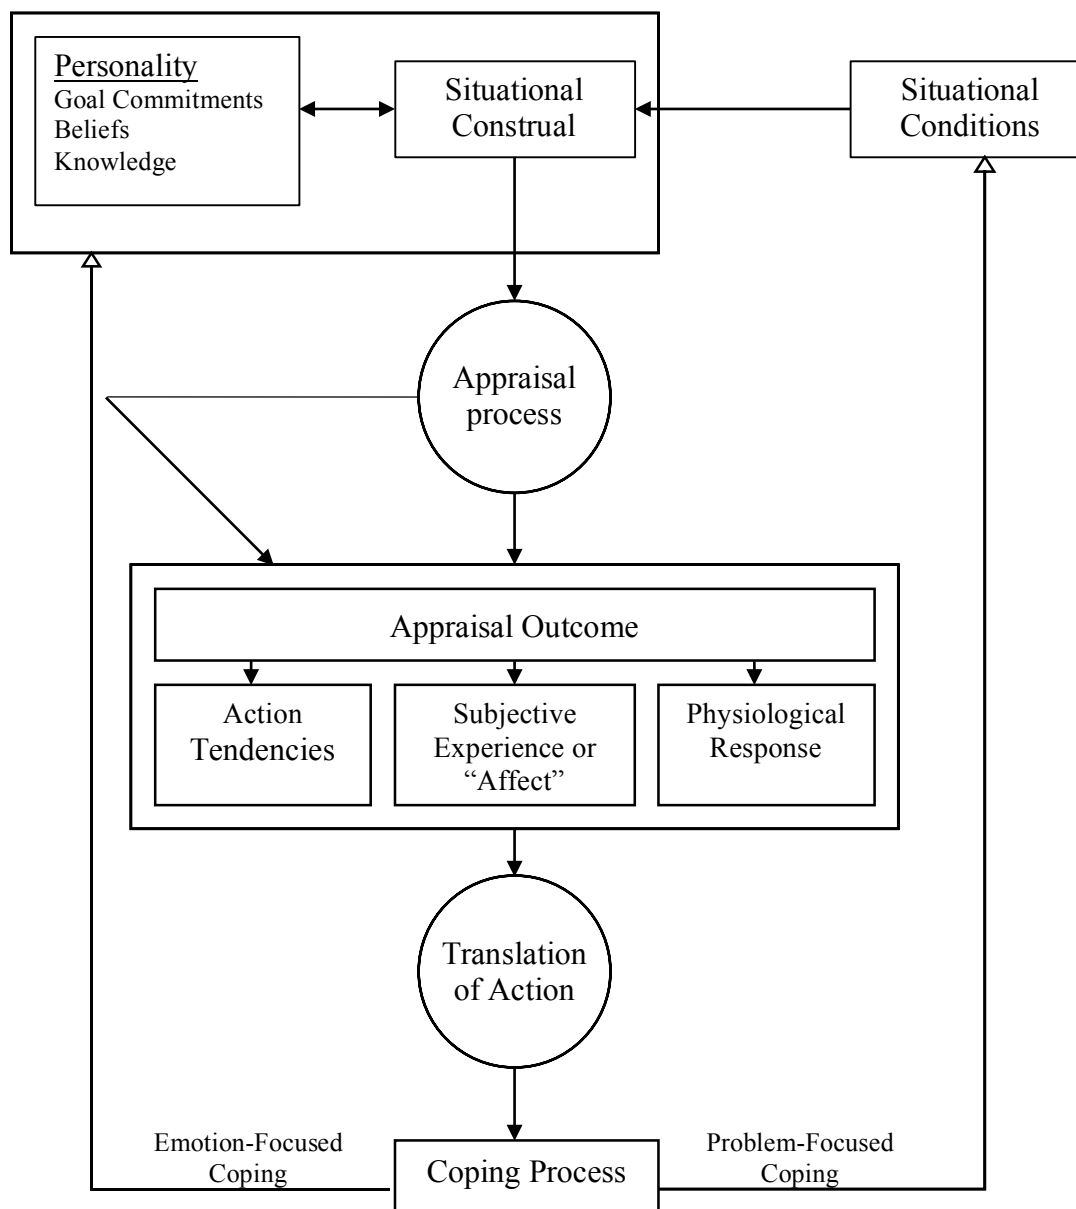 Personality
Goal Commitments
Beliefs
Knowledge
Situational
Construal
Situational
Conditions
Appraisal
process
Appraisal Outcome
Action
Tendencies
Subjective
Experience or
“Affect”
Physiological
Response
Translation
of Action
Emotion-Focused
Coping
Coping Process
Problem-Focused
Coping